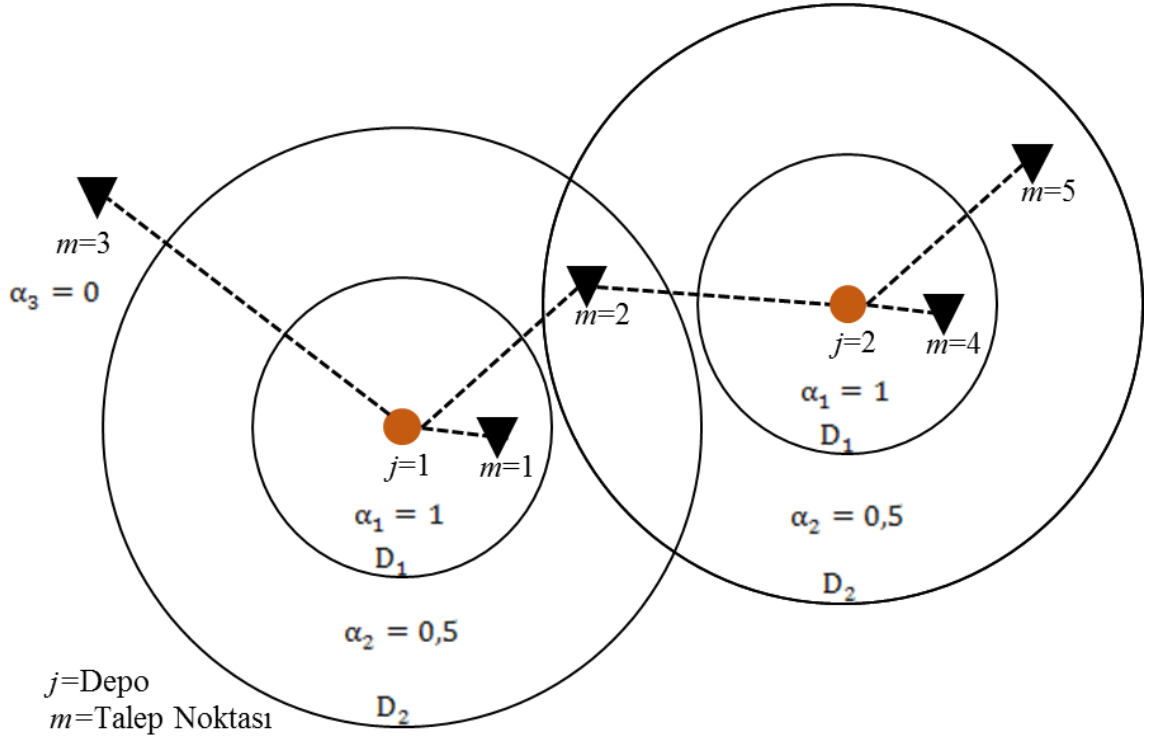 m=3
α₃ = 0
m=5
m=2
j=2
m=4
α₁ = 1
D₁
j=1
m=1
α₁ = 1
D₁
α₂ = 0,5
D₂
α₂ = 0,5
D₂
j=Depo
m=Talep Noktası